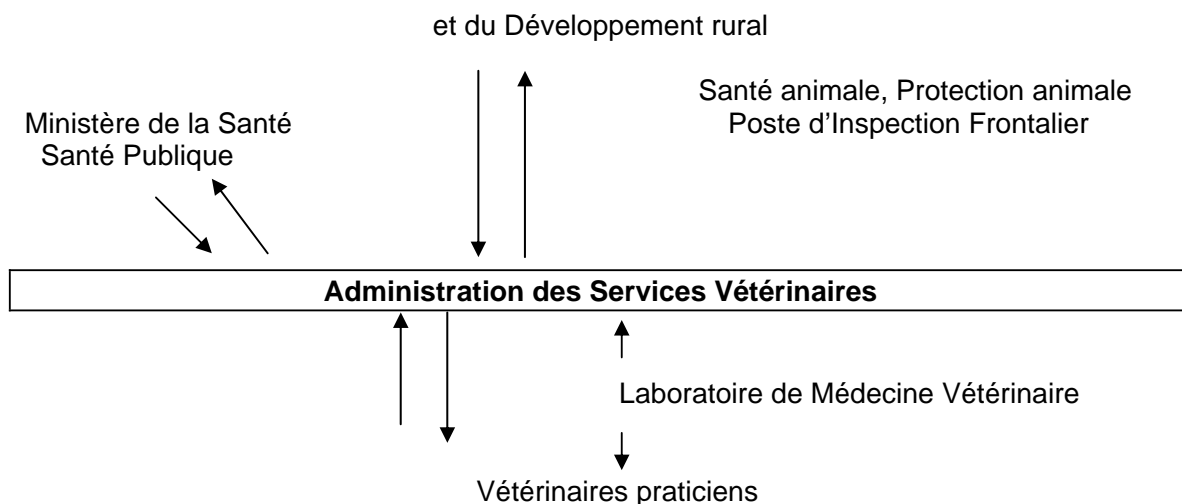 et du Développement rural
Santé animale, Protection animale
Poste d'Inspection Frontalier
Ministère de la Santé
Santé Publique
Administration des Services Vétérinaires
Laboratoire de Médecine Vétérinaire
Vétérinaires praticiens